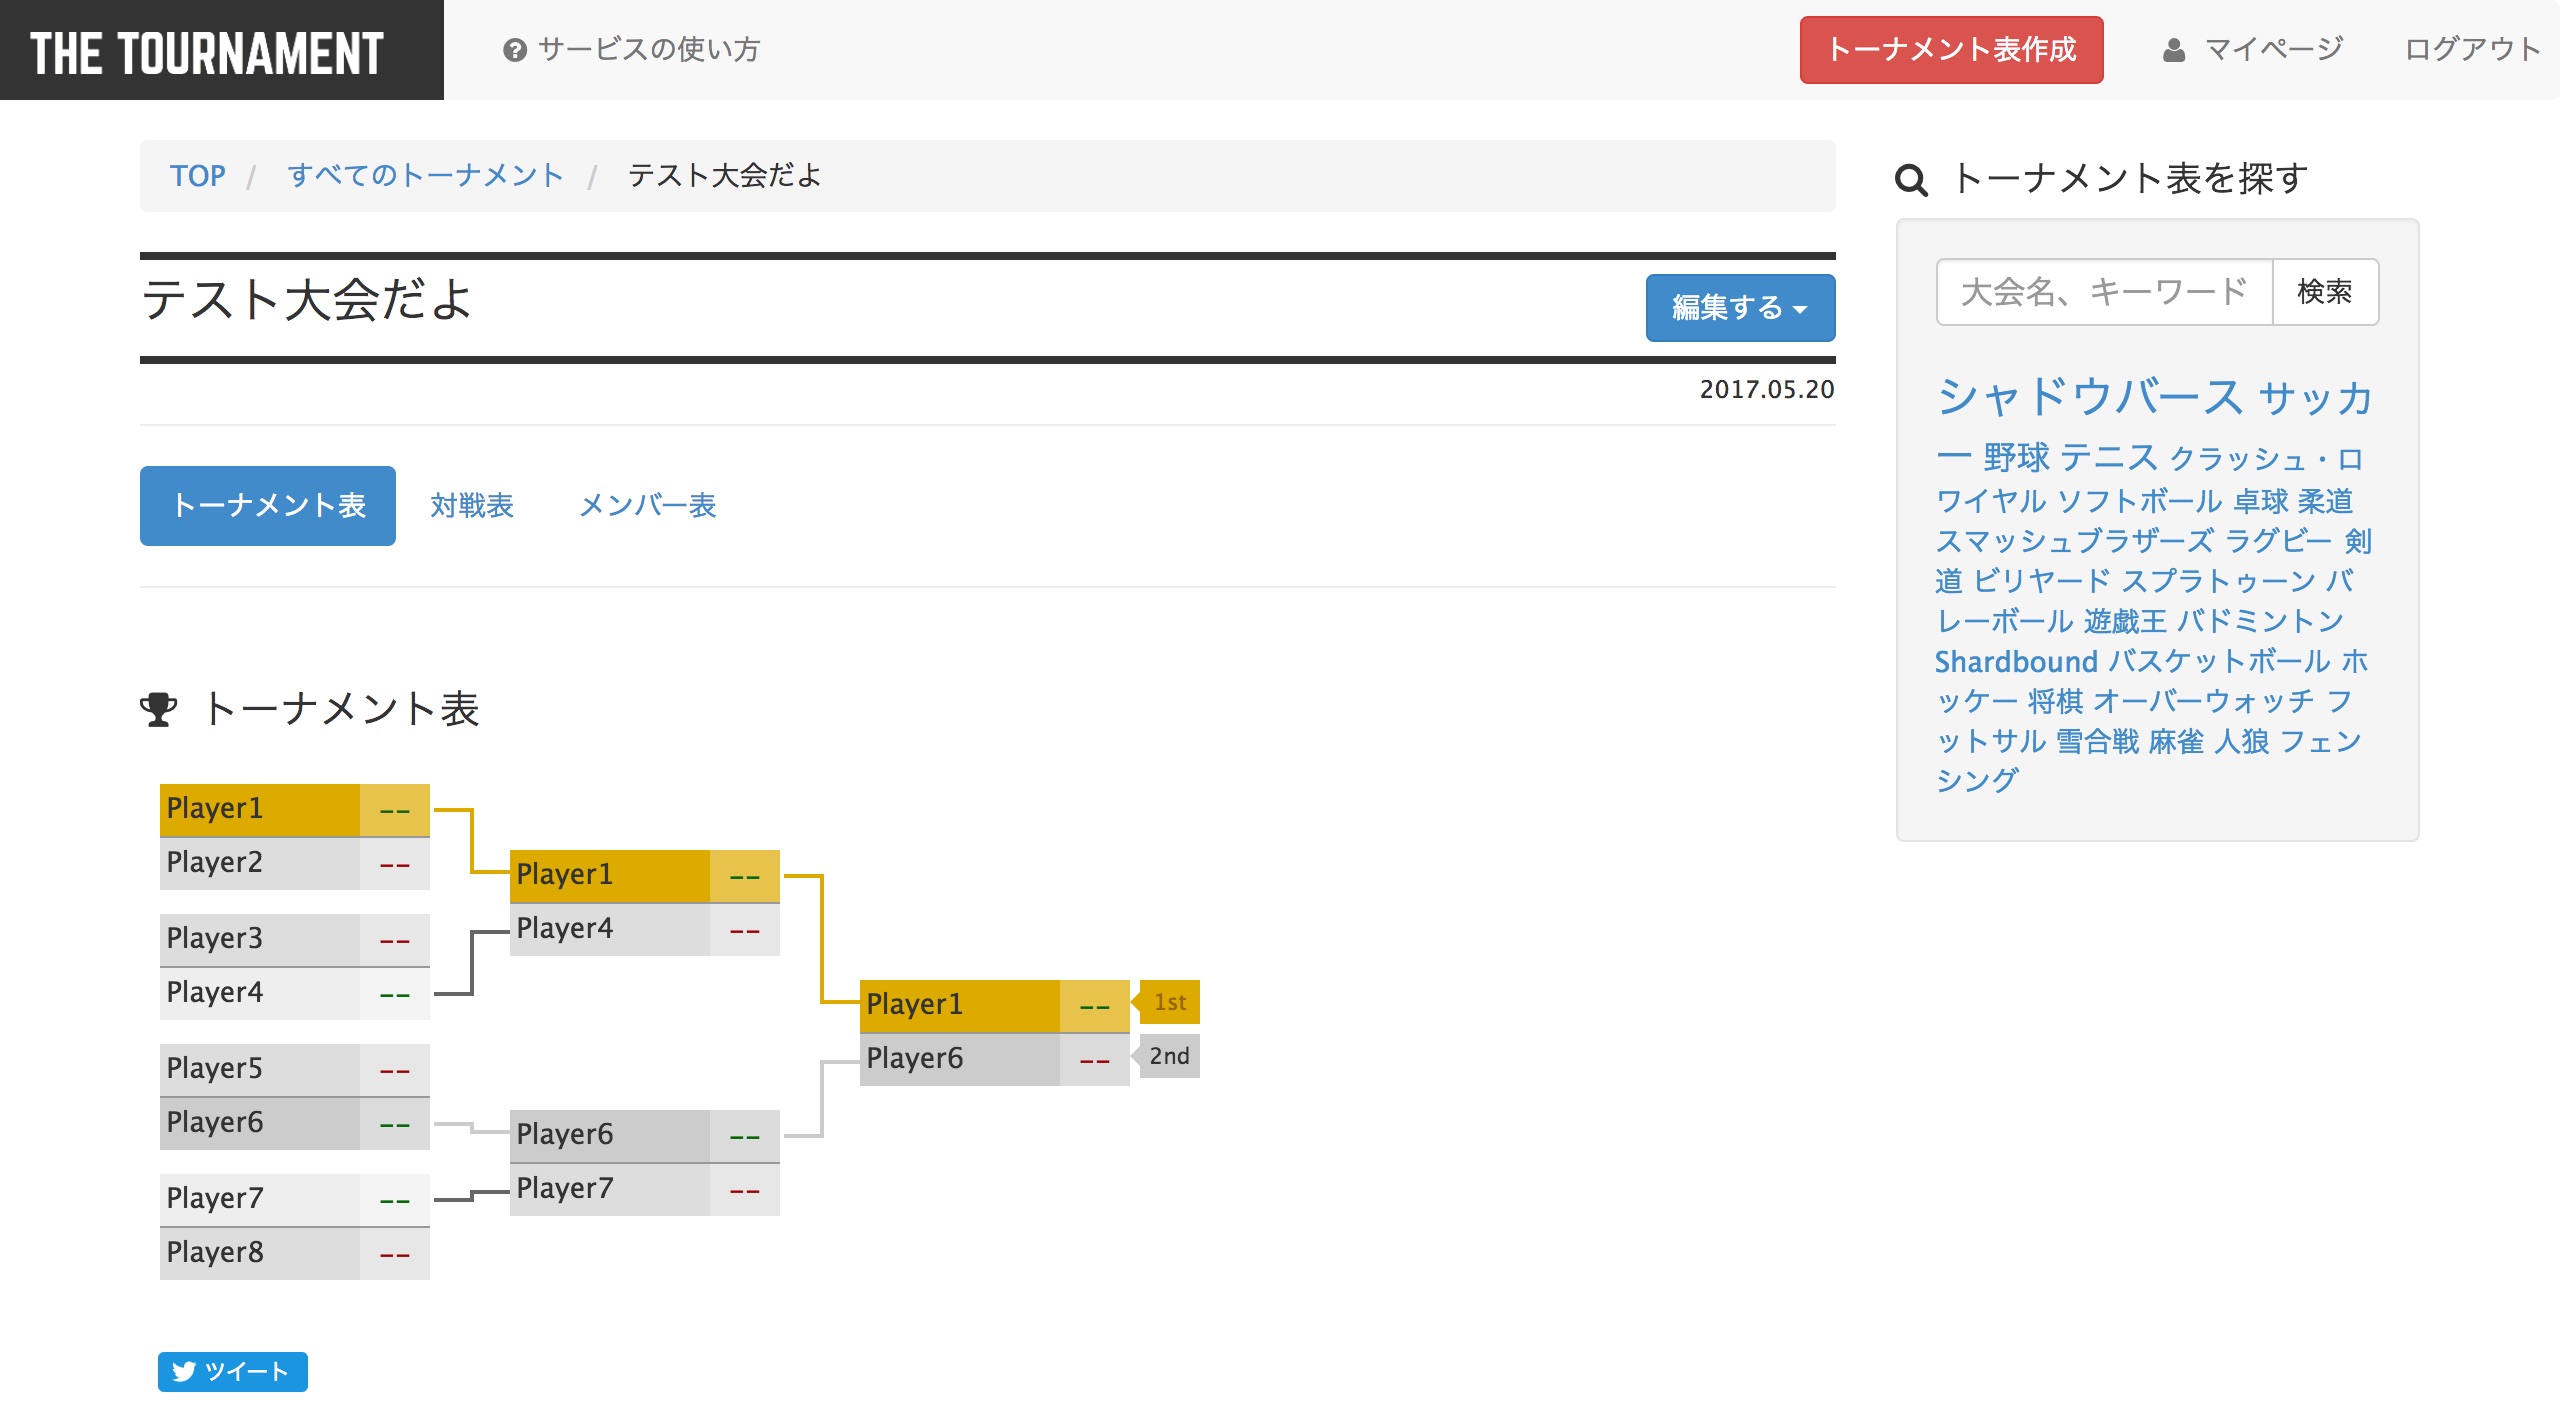 THE TOURNAMENT
サービスの使い方
トーナメント表作成
マイページ
ログアウト
TOP / すべてのトーナメント / テスト大会だよ
テスト大会だよ
編集する
2017.05.20
トーナメント表
対戦表
メンバー表
トーナメント表
Player1 --
Player2 --
Player3 --
Player4 --
Player5 --
Player6 --
Player7 --
Player8 --
Player1 --
Player4 --
Player6 --
Player7 --
Player1 -- 1st
Player6 -- 2nd
ツイート
トーナメント表を探す
大会名、キーワード
検索
シャドウバース サッカ
ー 野球 テニス クラッシュ・ロ
ワイヤル ソフトボール 卓球 柔道
スマッシュブラザーズ ラグビー 剣
道 ビリヤード スプラトゥーン バ
レーボール 遊戯王 バドミントン
Shardbound バスケットボール ホ
ッケー 将棋 オーバーウォッチ フ
ットサル 雪合戦 麻雀 人狼 フェン
シング